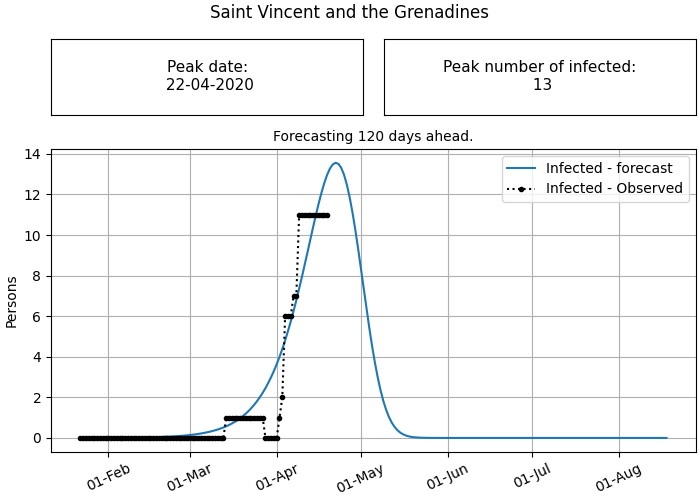 Saint Vincent and the Grenadines
Peak date:
22-04-2020
Peak number of infected:
13
Forecasting 120 days ahead.
Infected - forecast
Infected - Observed
Persons
14
12
10
8
6
4
2
0
01-Feb
01-Mar
01-Apr
01-May
01-Jun
01-Jul
01-Aug